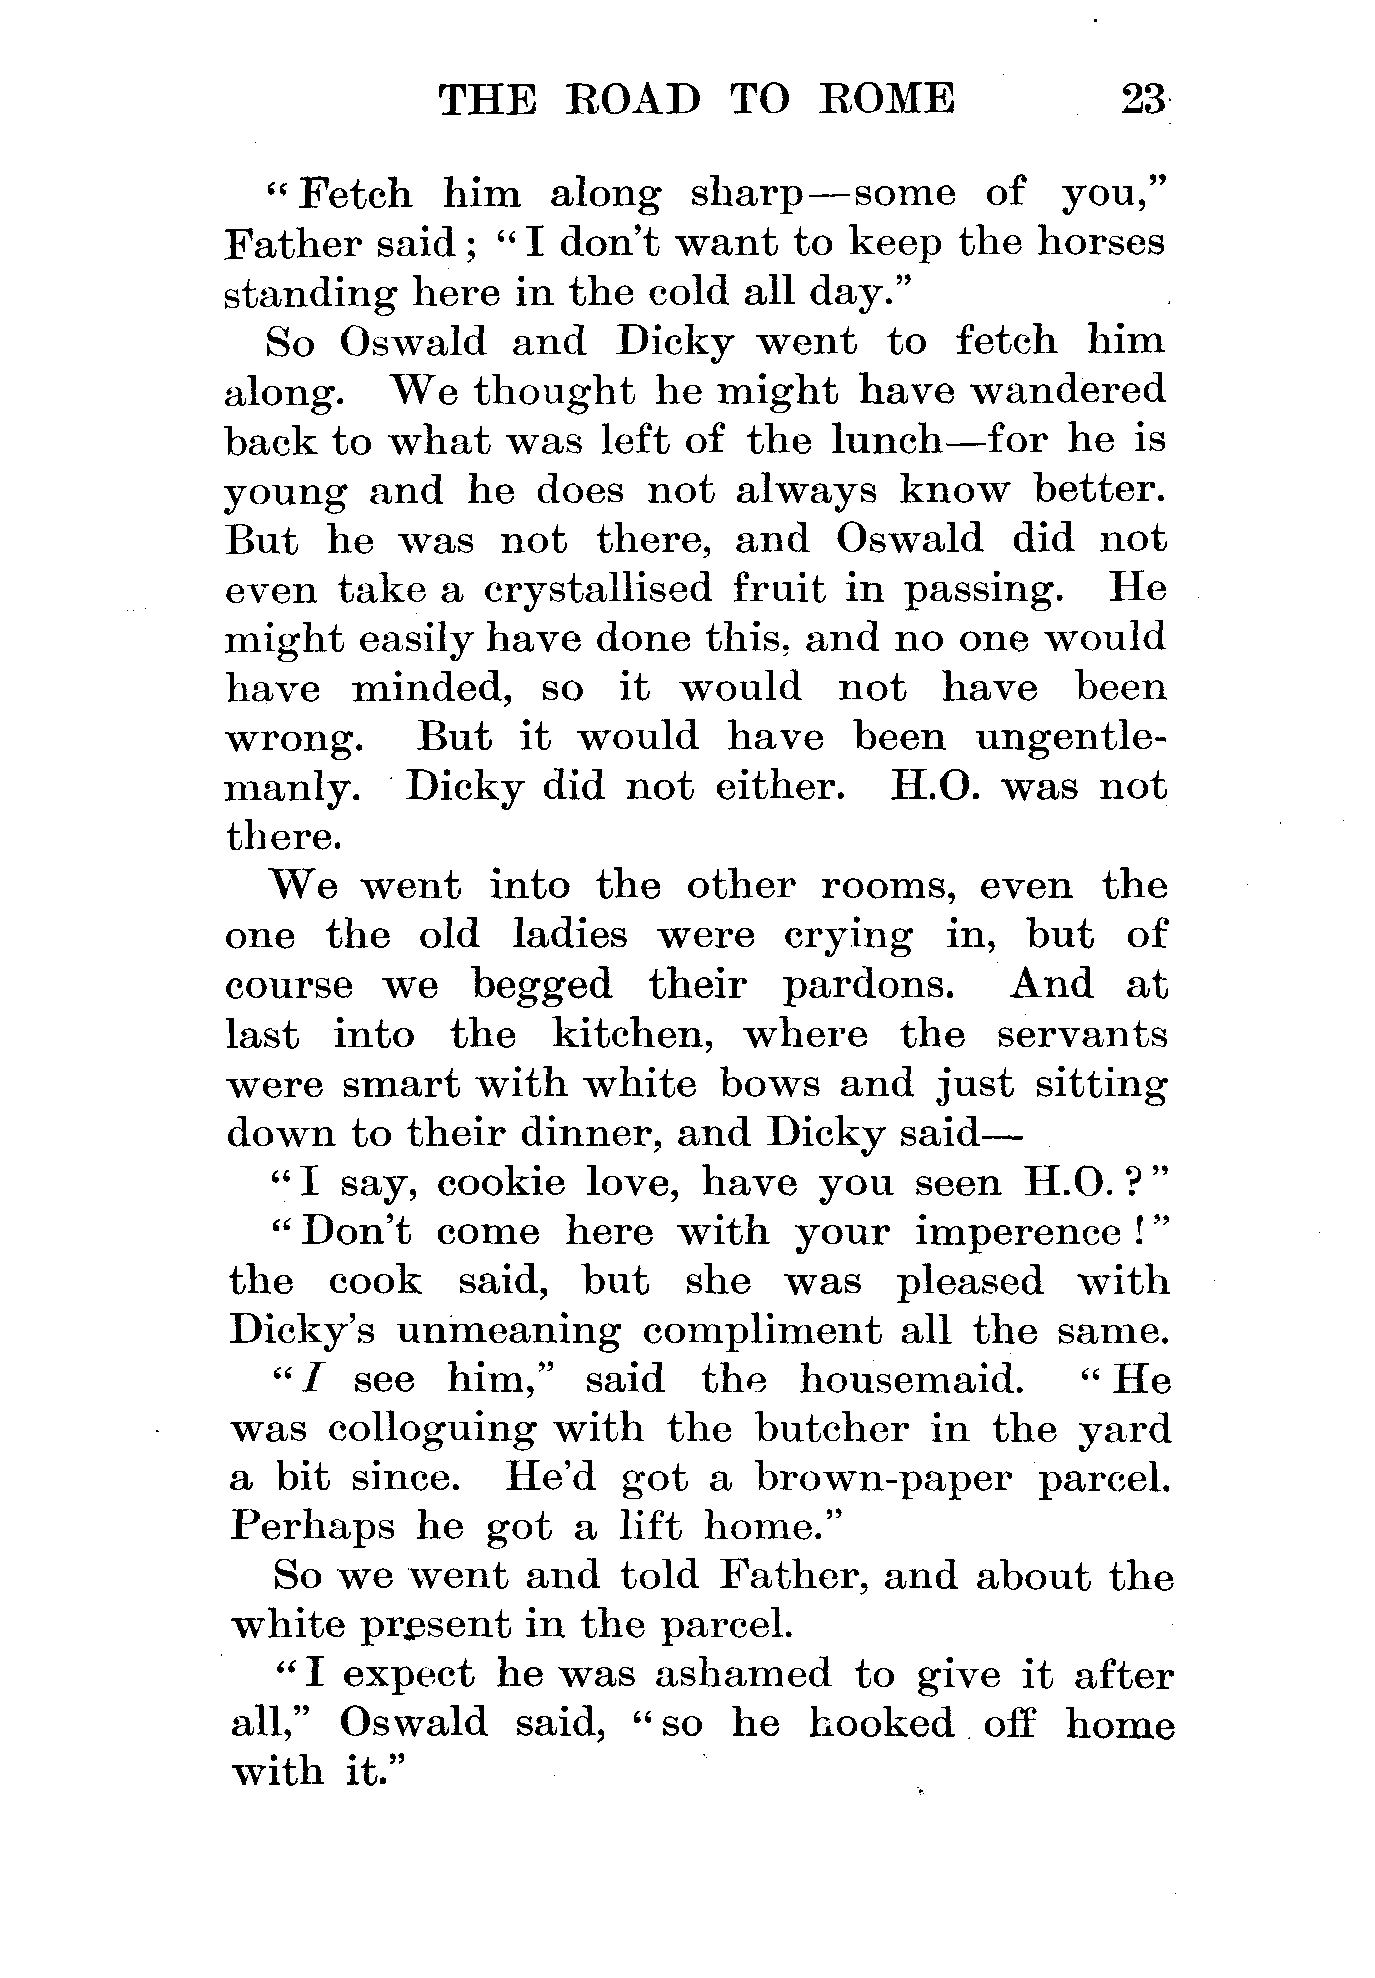 THE ROAD TO ROME 23
“Fetch him along sharp—some of you,”
Father said; “I don't want to keep the horses
standing here in the cold all day.”
So Oswald and Dicky went to fetch him
along. We thought he might have wandered
back to what was left of the lunch—for he is
young and he does not always know better.
But he was not there, and Oswald did not
even take a crystallised fruit in passing. He
might easily have done this, and no one would
have minded, so it would not have been
wrong. But it would have been ungentle-
manly. Dicky did not either. H.O. was not
there.
We went into the other rooms, even the
one the old ladies were crying in, but of
course we begged their pardons. And at
last into the kitchen, where the servants
were smart with white bows and just sitting
down to their dinner, and Dicky said—
“I say, cookie love, have you seen H.O.?”
“Don't come here with your imperence!”
the cook said, but she was pleased with
Dicky's unmeaning compliment all the same.
“I see him,” said the housemaid. “He
was colloguing with the butcher in the yard
a bit since. He'd got a brown-paper parcel.
Perhaps he got a lift home.”
So we went and told Father, and about the
white present in the parcel.
“I expect he was ashamed to give it after
all,” Oswald said, “so he hooked off home
with it.”